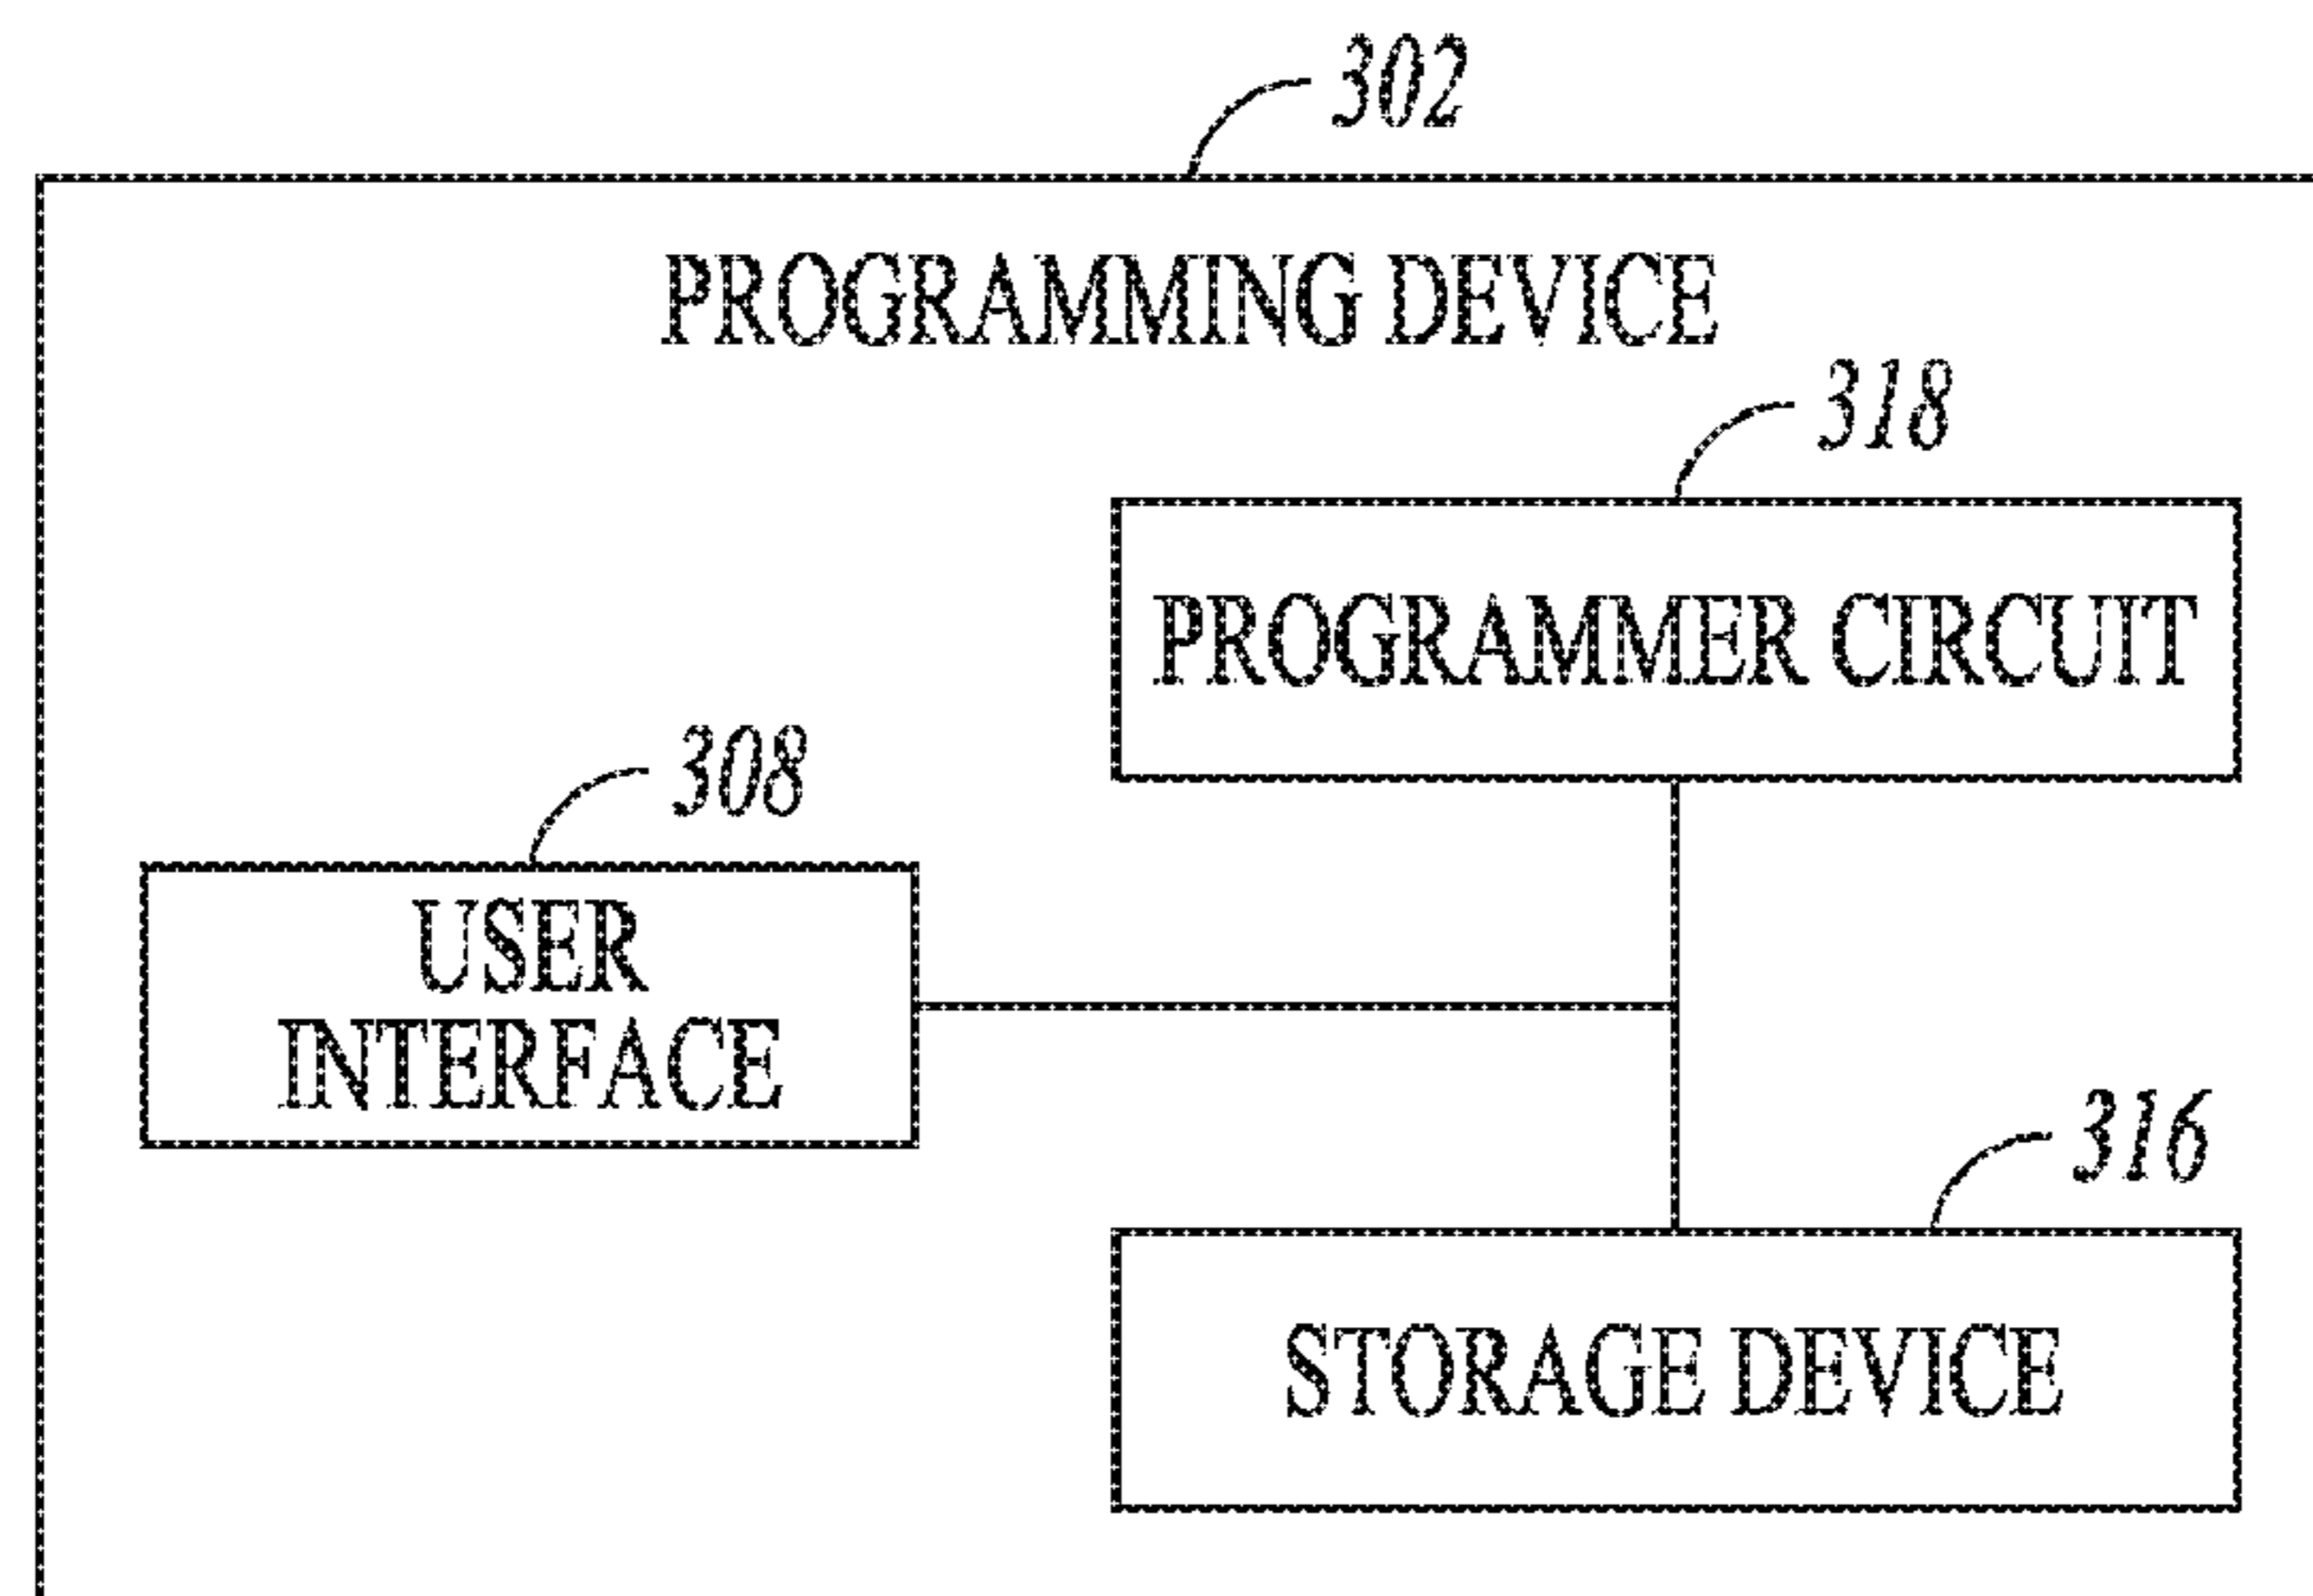 302
PROGRAMMING DEVICE
318
PROGRAMMER CIRCUIT
308
USER
INTERFACE
316
STORAGE DEVICE